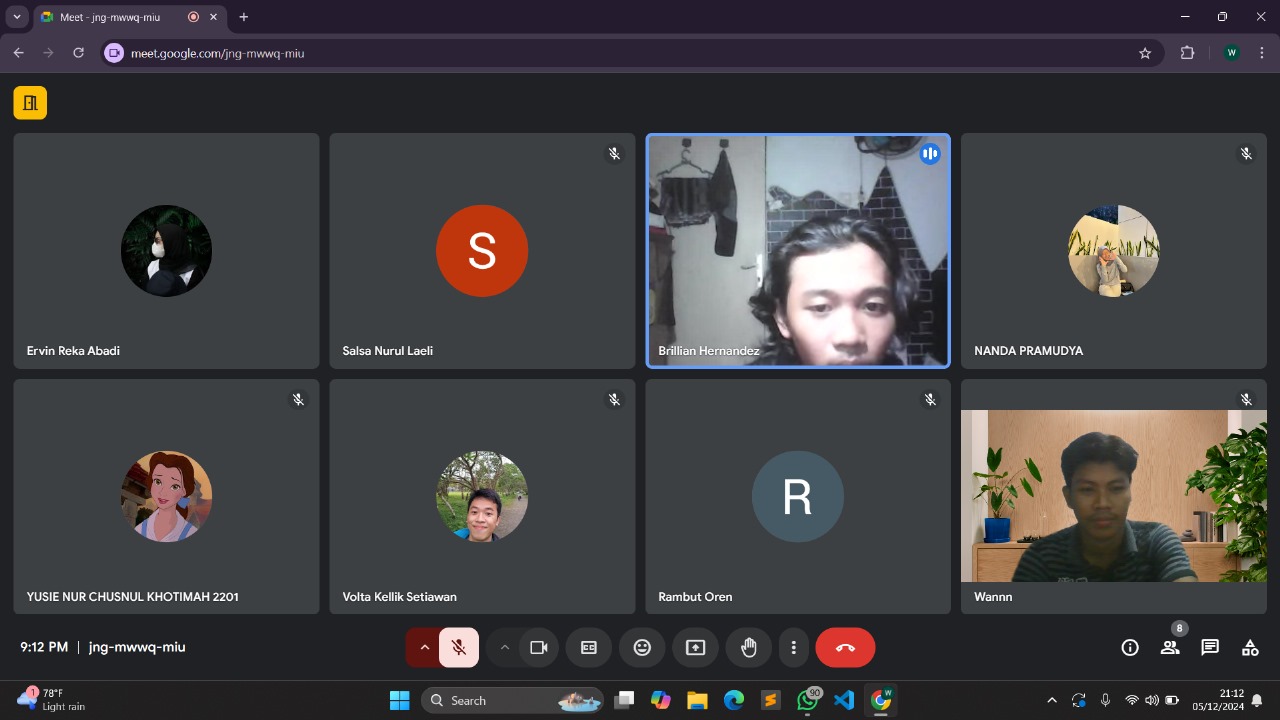 Meet - jng-mwwq-miu
meet.google.com/jng-mwwq-miu
W
Ervin Reka Abadi
S
Salsa Nurul Laeli
Brillian Hernandez
NANDA PRAMUDYA
YUSIE NUR CHUSNUL KHOTIMAH 2201
Volta Kellik Setiawan
R
Rambut Oren
Wannn
9:12 PM | jng-mwwq-miu
CC
8
1
78°F
Light rain
Search
90
W
21:12
05/12/2024